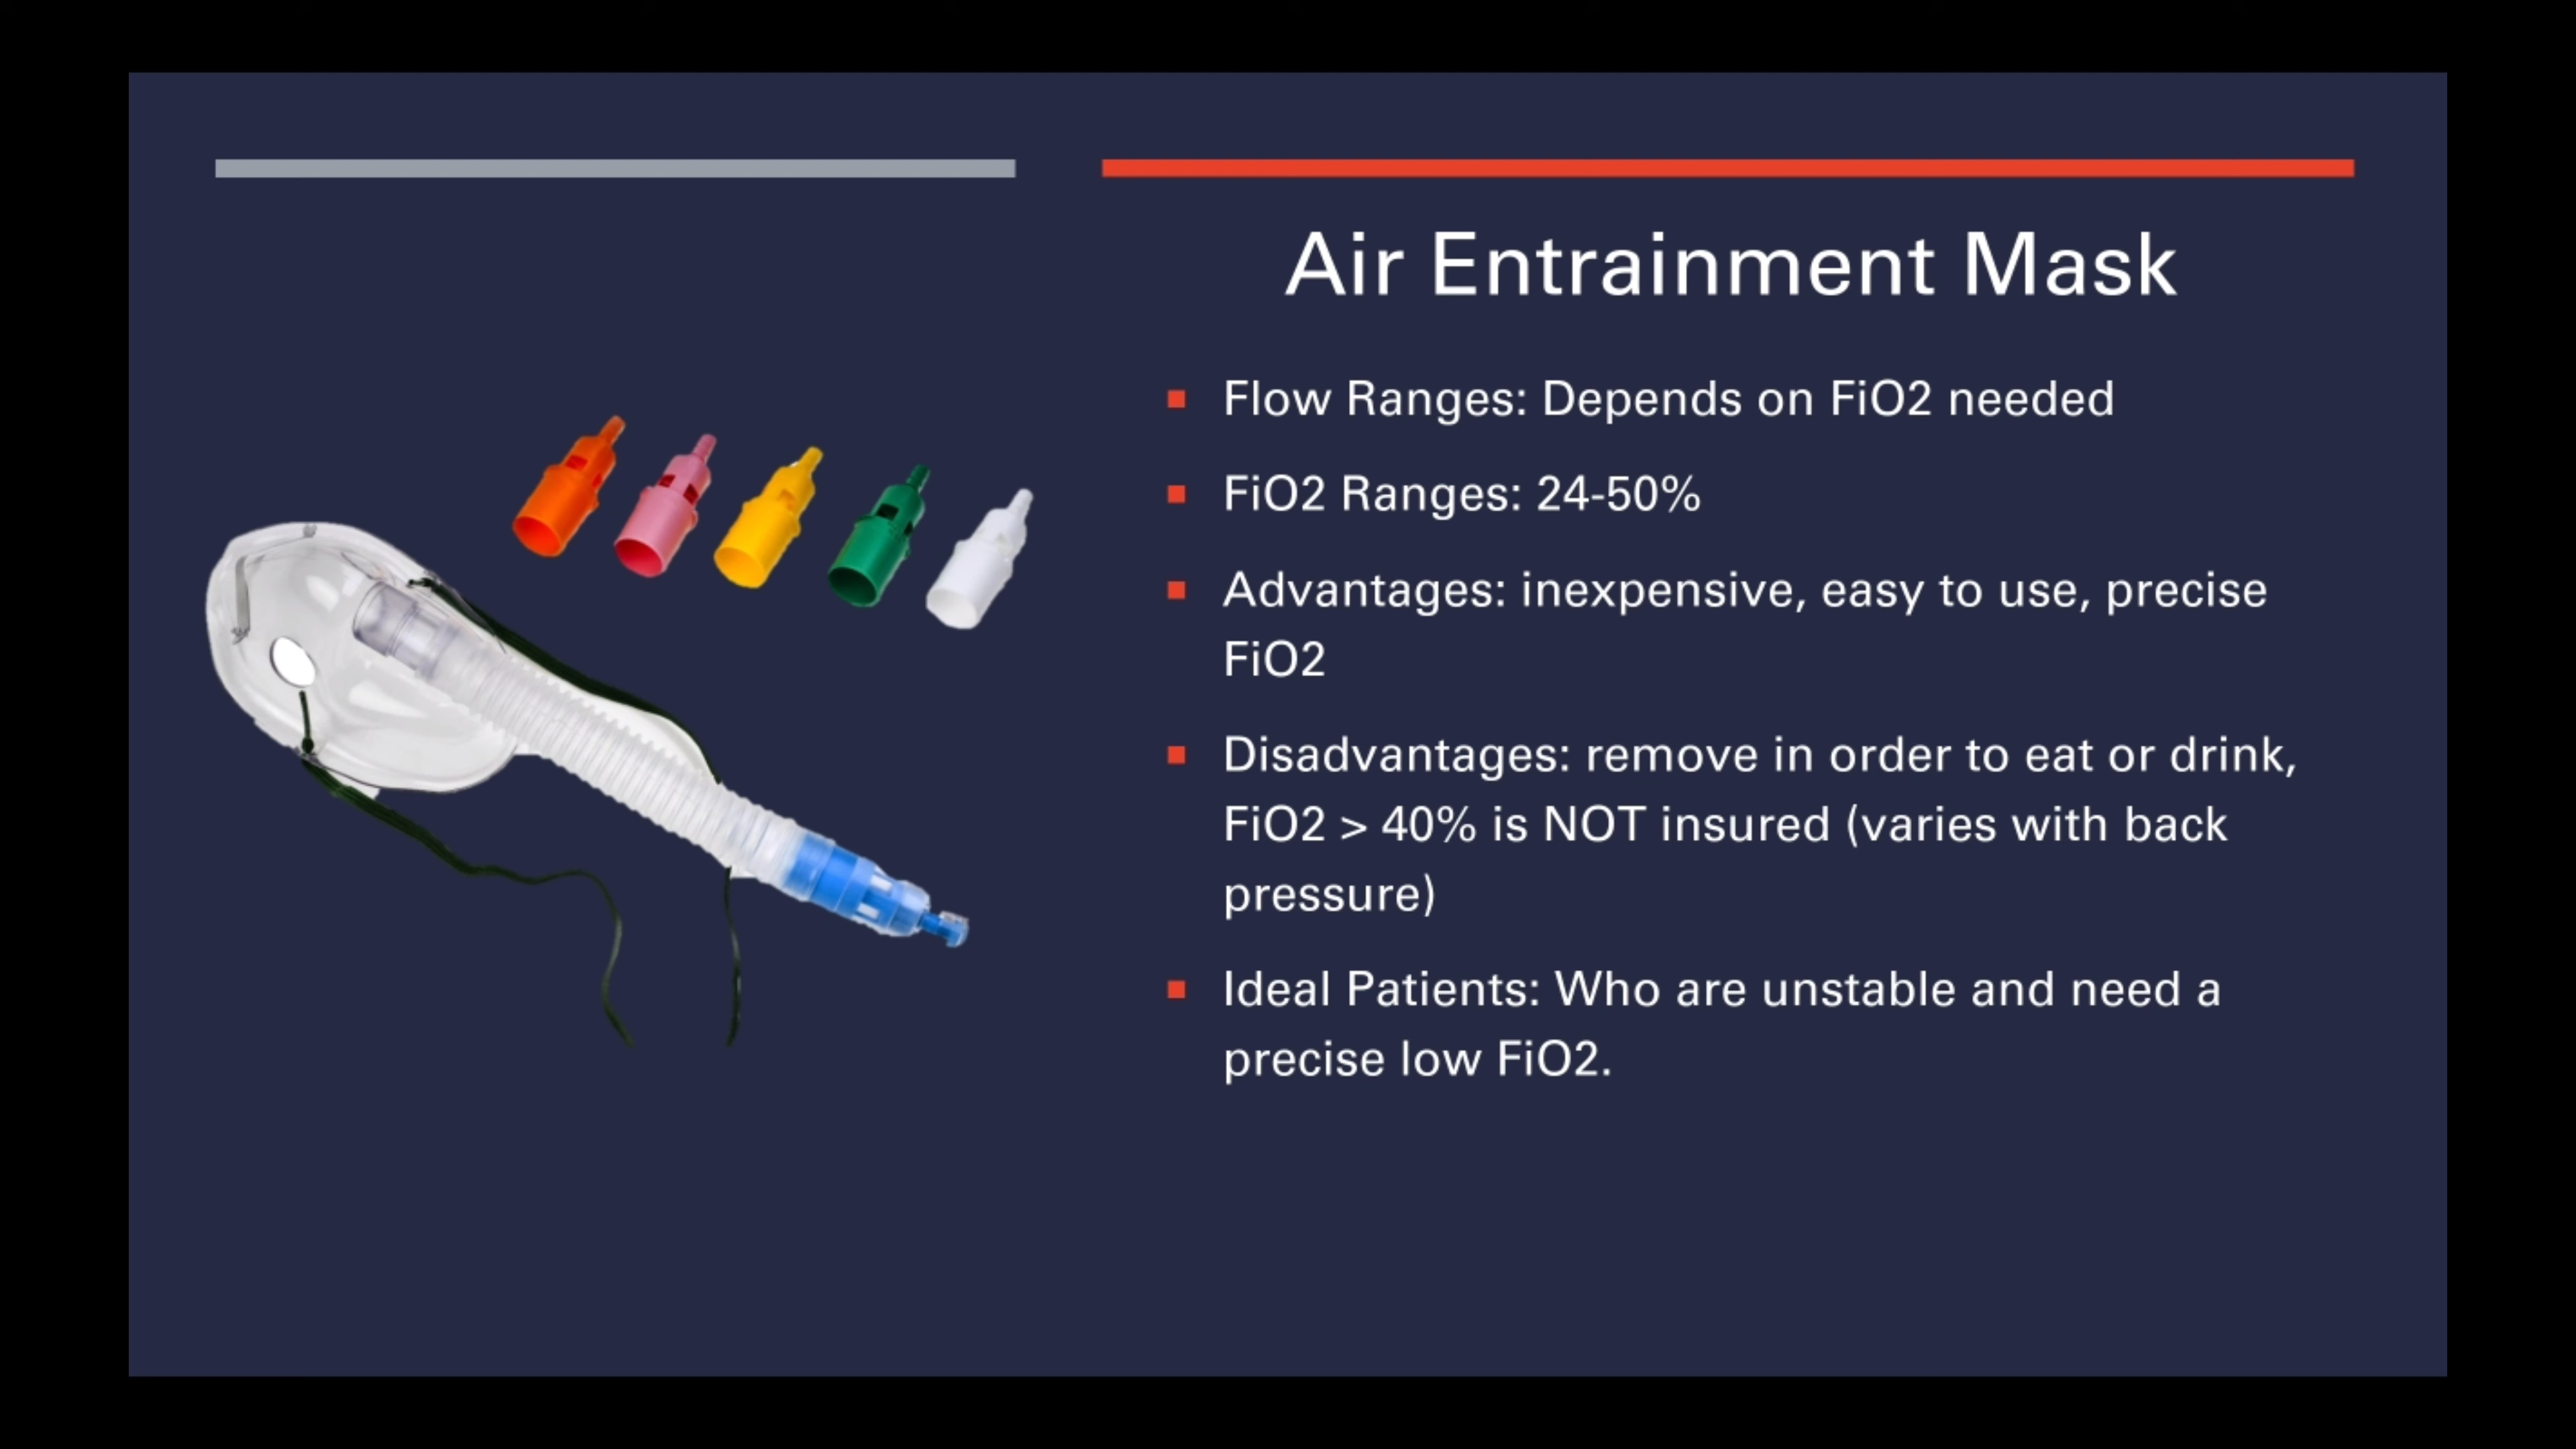 Air Entrainment Mask
Flow Ranges: Depends on FiO2 needed
FiO2 Ranges: 24-50%
Advantages: inexpensive, easy to use, precise
FiO2
Disadvantages: remove in order to eat or drink,
FiO2 > 40% is NOT insured (varies with back
pressure)
Ideal Patients: Who are unstable and need a
precise low FiO2.